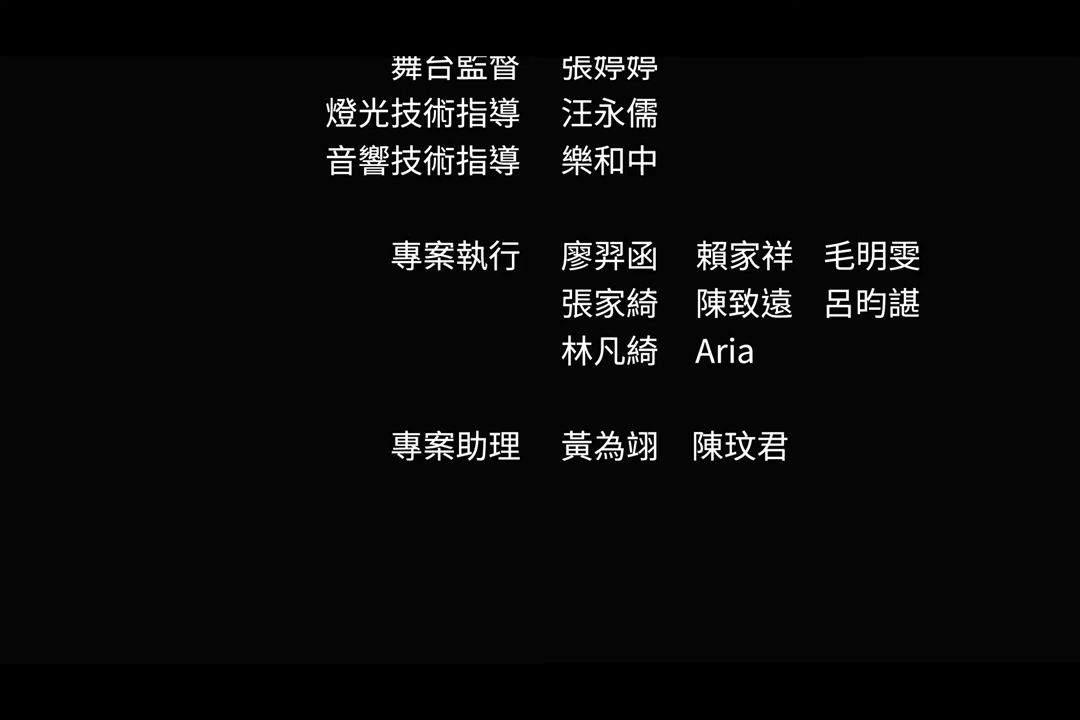 舞台監督 張婷婷
燈光技術指導 汪永儒
音響技術指導 樂和中
專案執行 廖羿函 賴家祥 毛明雯
張家綺 陳致遠 呂昀諶
林凡綺 Aria
專案助理 黃為翊 陳玟君